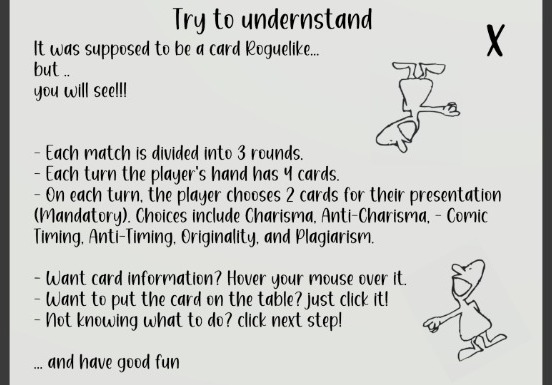 Try to undernstand
X
It was supposed to be a card Roguelike...
but ..
you will see!!!
- Each match is divided into 3 rounds.
- Each turn the player's hand has 4 cards.
- On each turn, the player chooses 2 cards for their presentation
(Mandatory). Choices include Charisma, Anti-Charisma, - Comic
Timing, Anti-Timing, Originality, and Plagiarism.
- Want card information? Hover your mouse over it.
- Want to put the card on the table? just click it!
- Not knowing what to do? click next step!
... and have good fun